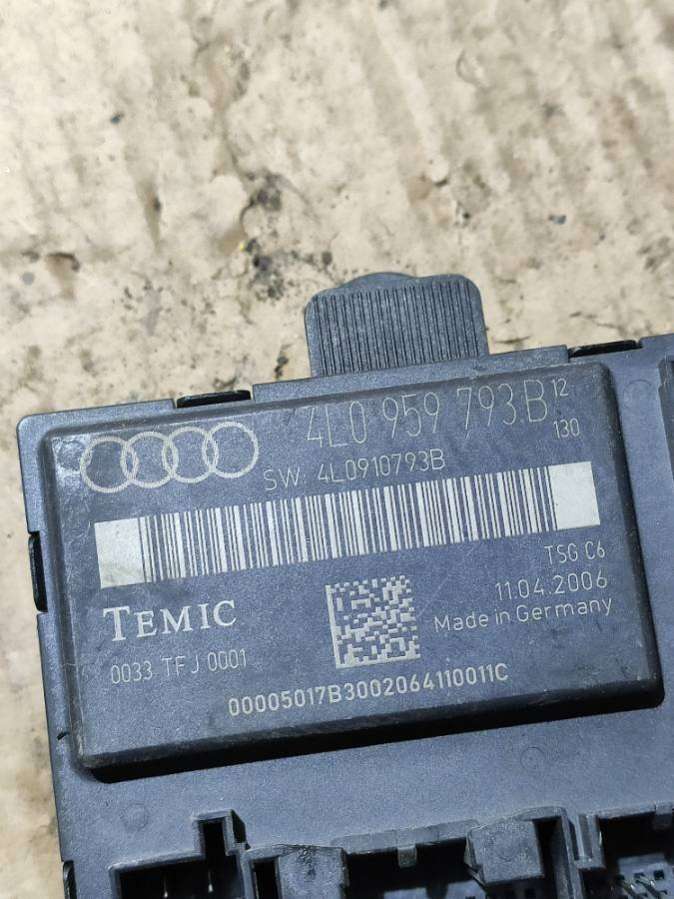 4L0 959 793.B 12
130
SW: 4L0910793B
TSG C6
11.04.2006
TEMIC
Made in Germany
0033 TFJ 0001
00005017B3002064110011C